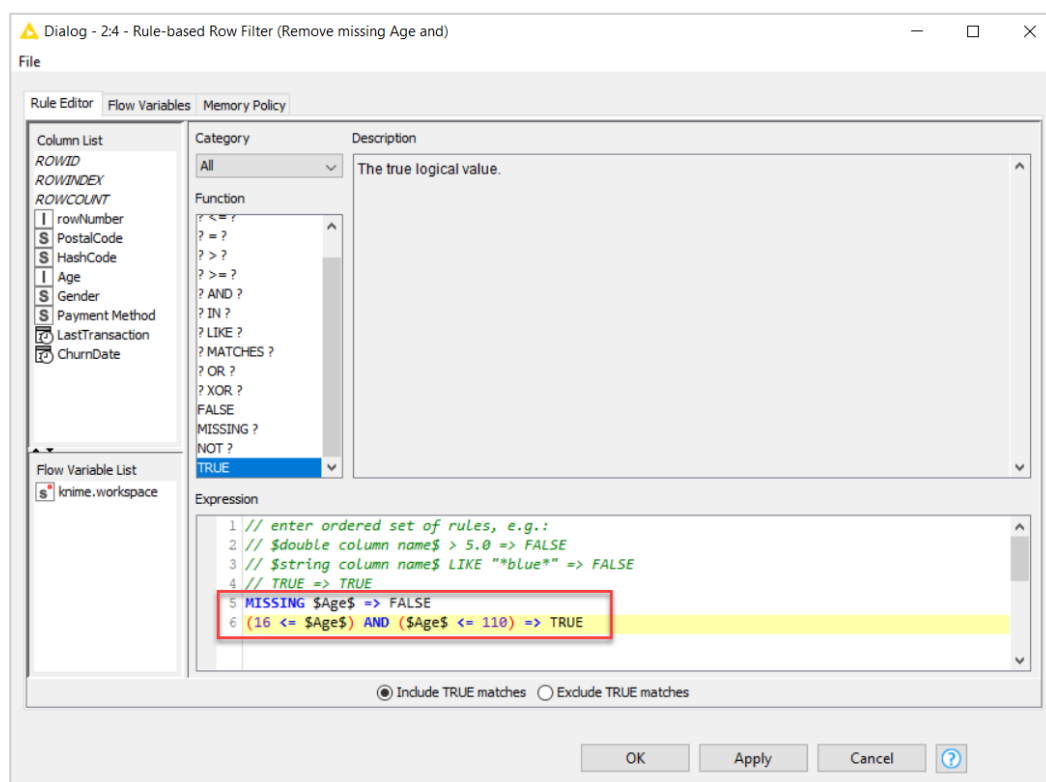 Dialog - 2:4 - Rule-based Row Filter (Remove missing Age and)
File
Rule Editor
Flow Variables
Memory Policy
Column List
ROWID
ROWINDEX
ROWCOUNT
I rowNumber
S PostalCode
S HashCode
I Age
S Gender
S Payment Method
LastTransaction
ChurnDate
Flow Variable List
s knime.workspace
Category
All
Function
? <= ?
? = ?
? > ?
? >= ?
? AND ?
? IN ?
? LIKE ?
? MATCHES ?
? OR ?
? XOR ?
FALSE
MISSING ?
NOT ?
TRUE
Description
The true logical value.
Expression
1 // enter ordered set of rules, e.g.:
2 // $double column name$ > 5.0 => FALSE
3 // $string column name$ LIKE "*blue*" => FALSE
4 // TRUE => TRUE
5 MISSING $Age$ => FALSE
6 (16 <= $Age$) AND ($Age$ <= 110) => TRUE
Include TRUE matches
Exclude TRUE matches
OK
Apply
Cancel
?